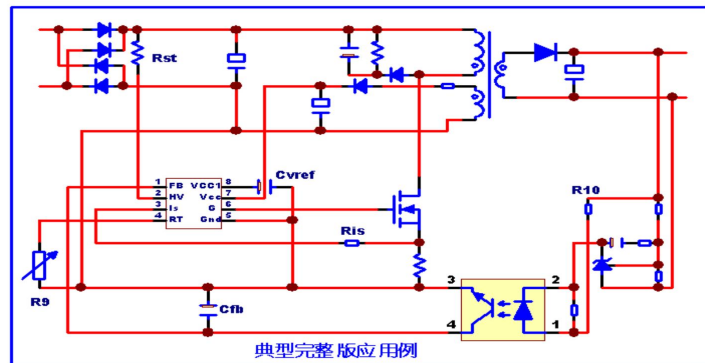 Rst
Cvref
1 FB VCC1 8
2 HV Vcc 7
3 Is G 6
4 RT Gnd 5
R10
Ris
R9
Cfb
3 2
4 1
典型完整版应用例